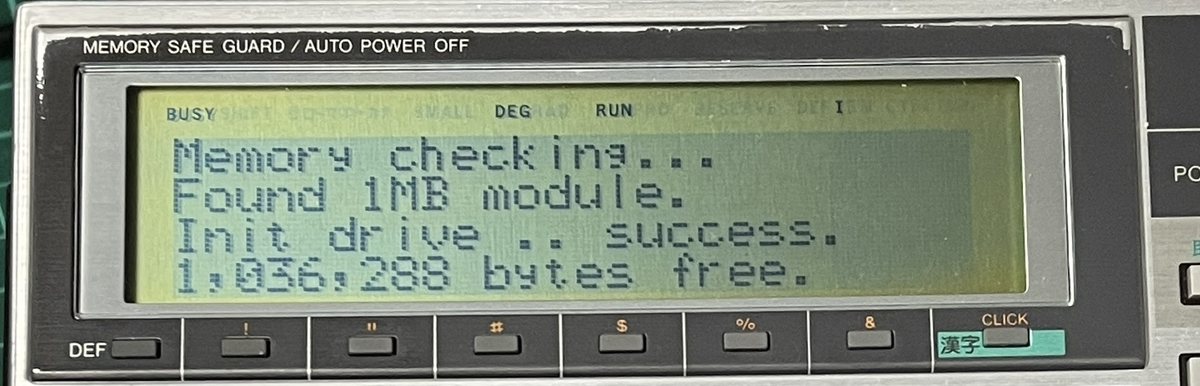 MEMORY SAFE GUARD / AUTO POWER OFF
BUSY DEG RUN I
Memory checking...
Found 1MB module.
Init drive .. success.
1,036,288 bytes free.
! " # $ % & CLICK
DEF 漢字
PO